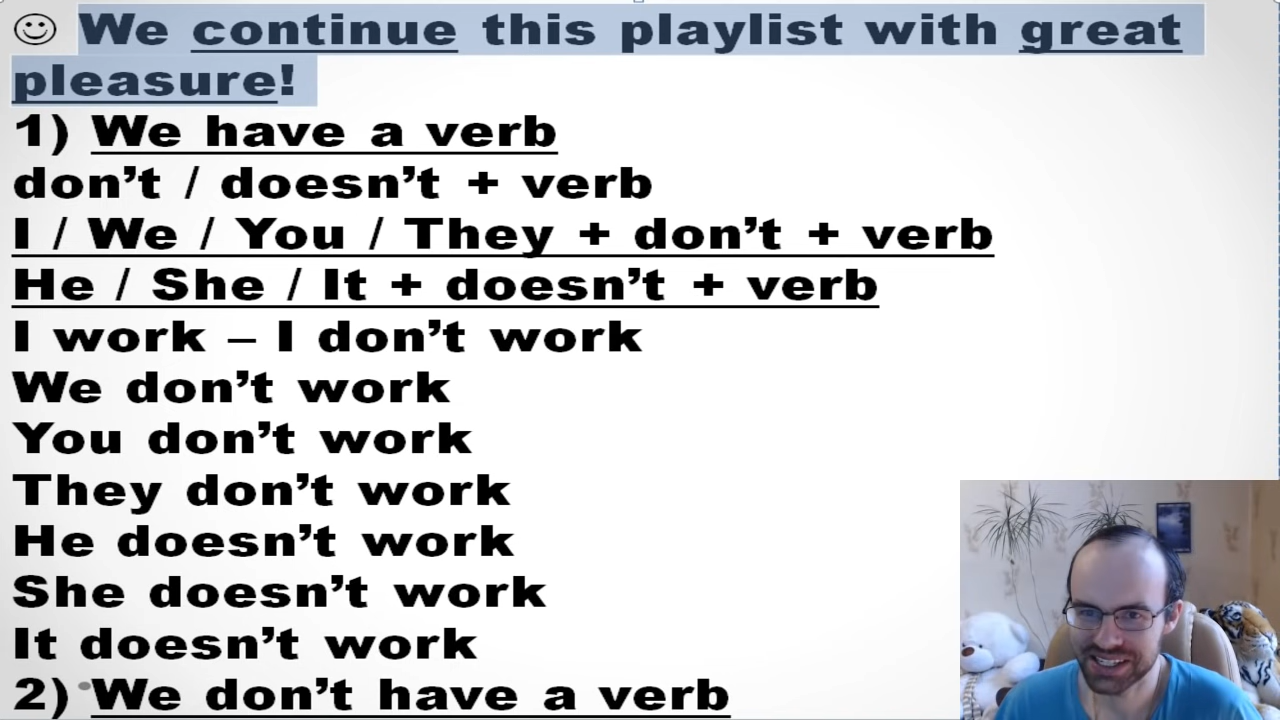 ☺ We continue this playlist with great
pleasure!
1) We have a verb
don’t / doesn’t + verb
I / We / You / They + don’t + verb
He / She / It + doesn’t + verb
I work – I don’t work
We don’t work
You don’t work
They don’t work
He doesn’t work
She doesn’t work
It doesn’t work
2) We don’t have a verb